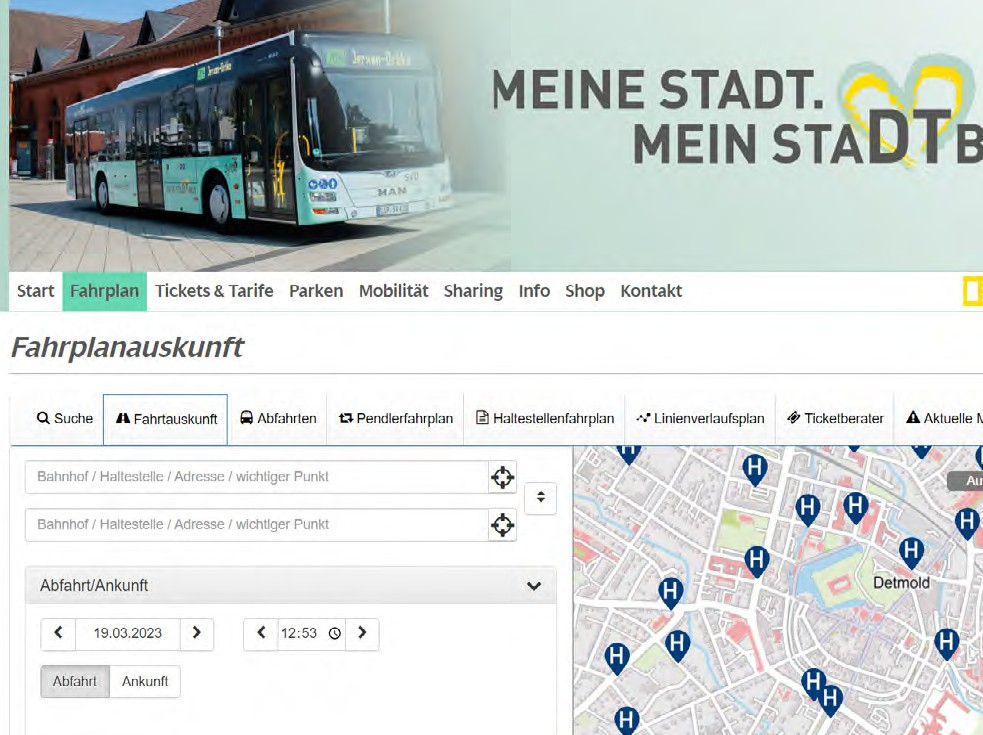 MEINE STADT.
MEIN STADTB
MAN
Start Fahrplan Tickets & Tarife Parken Mobilität Sharing Info Shop Kontakt
Fahrplanauskunft
Suche Fahrtauskunft Abfahrten Pendlerfahrplan Haltestellenfahrplan Linienverlaufsplan Ticketberater Aktuelle M
Bahnhof / Haltestelle / Adresse / wichtiger Punkt
Bahnhof / Haltestelle / Adresse / wichtiger Punkt
Abfahrt/Ankunft
19.03.2023 12:53
Abfahrt Ankunft
H
H
H
H
H
Au
H
H
Detmold
H
H
H
H
H
H
H
H